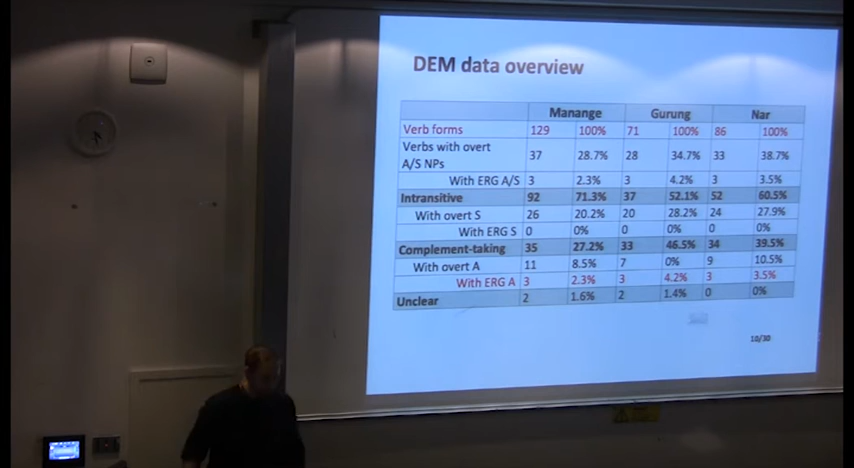 DEM data overview
Manange Gurung Nar
Verb forms 129 100% 71 100% 86 100%
Verbs with overt
A/S NPs 37 28.7% 28 34.7% 33 38.7%
With ERG A/S 3 2.3% 3 4.2% 3 3.5%
Intransitive 92 71.3% 37 52.1% 52 60.5%
With overt S 26 20.2% 20 28.2% 24 27.9%
With ERG S 0 0% 0 0% 0 0%
Complement-taking 35 27.2% 33 46.5% 34 39.5%
With overt A 11 8.5% 7 0% 9 10.5%
With ERG A 3 2.3% 3 4.2% 3 3.5%
Unclear 2 1.6% 2 1.4% 0 0%
10/30